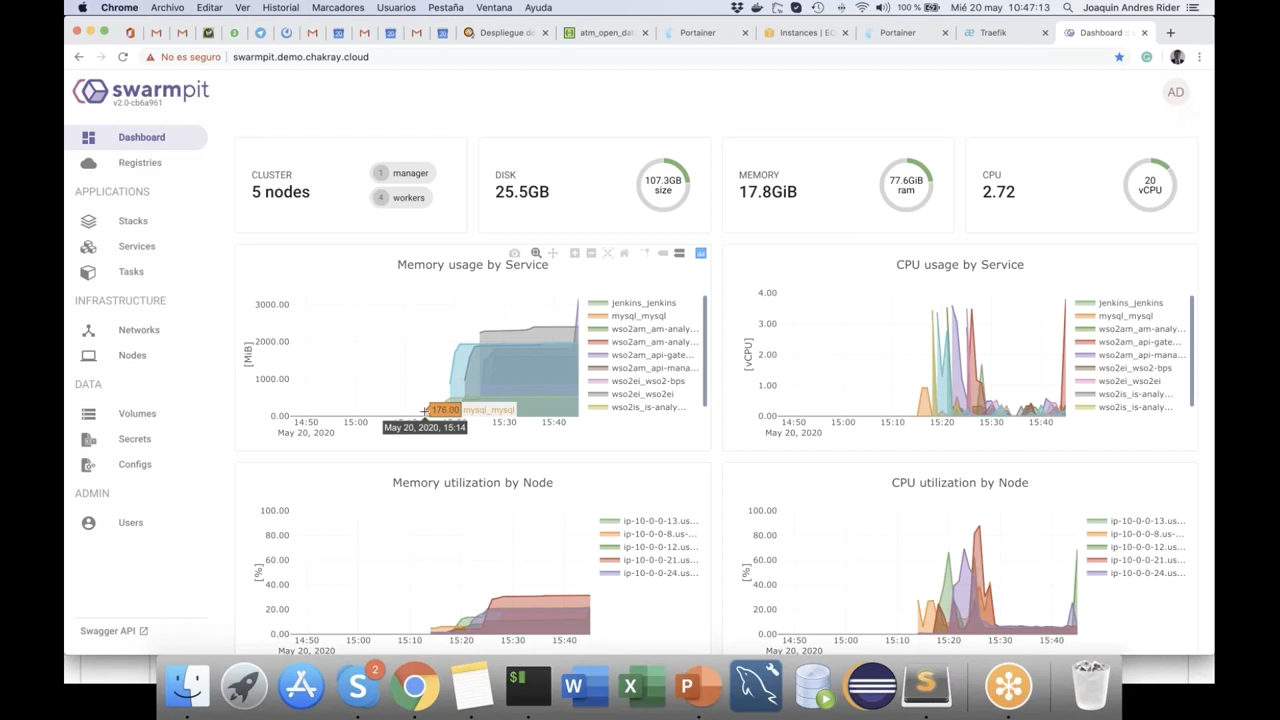 Chrome Archivo Editar Ver Historial Marcadores Usuarios Pestaña Ventana Ayuda 100 % Mié 20 may 10:47:13 Joaquin Andres Rider
Despliegue d atm_open_dat Portainer Instances | EC Portainer Traefik Dashboard ::
No es seguro swarmpit.demo.chakray.cloud
swarmpit
v2.0-cb6a961
AD
Dashboard
Registries
APPLICATIONS
Stacks
Services
Tasks
INFRASTRUCTURE
Networks
Nodes
DATA
Volumes
Secrets
Configs
ADMIN
Users
Swagger API
CLUSTER
5 nodes
1 manager
4 workers
DISK
25.5GB
107.3GB
size
MEMORY
17.8GiB
77.6GiB
ram
CPU
2.72
20
vCPU
Memory usage by Service
[MiB]
3000.00
2000.00
1000.00
0.00
14:50 15:00 15:30 15:40
May 20, 2020
176.00 mysql_mysql
May 20, 2020, 15:14
jenkins_jenkins
mysql_mysql
wso2am_am-analy...
wso2am_am-analy...
wso2am_api-gate...
wso2am_api-mana...
wso2ei_wso2-bps
wso2ei_wso2ei
wso2is_is-analy...
CPU usage by Service
[vCPU]
4.00
3.00
2.00
1.00
0.00
14:50 15:00 15:10 15:20 15:30 15:40
May 20, 2020
jenkins_jenkins
mysql_mysql
wso2am_am-analy...
wso2am_api-gate...
wso2am_api-mana...
wso2ei_wso2-bps
wso2ei_wso2ei
wso2is_is-analy...
wso2is_is-analy...
Memory utilization by Node
[%]
100.00
80.00
60.00
40.00
20.00
0.00
14:50 15:00 15:10 15:20 15:30 15:40
May 20, 2020
ip-10-0-0-13.us...
ip-10-0-0-8.us-...
ip-10-0-0-12.us...
ip-10-0-0-21.us...
ip-10-0-0-24.us...
CPU utilization by Node
[%]
100.00
80.00
60.00
40.00
20.00
0.00
14:50 15:00 15:10 15:20 15:30 15:40
May 20, 2020
ip-10-0-0-13.us...
ip-10-0-0-8.us-...
ip-10-0-0-12.us...
ip-10-0-0-21.us...
ip-10-0-0-24.us...
2
$
W
X
P
S